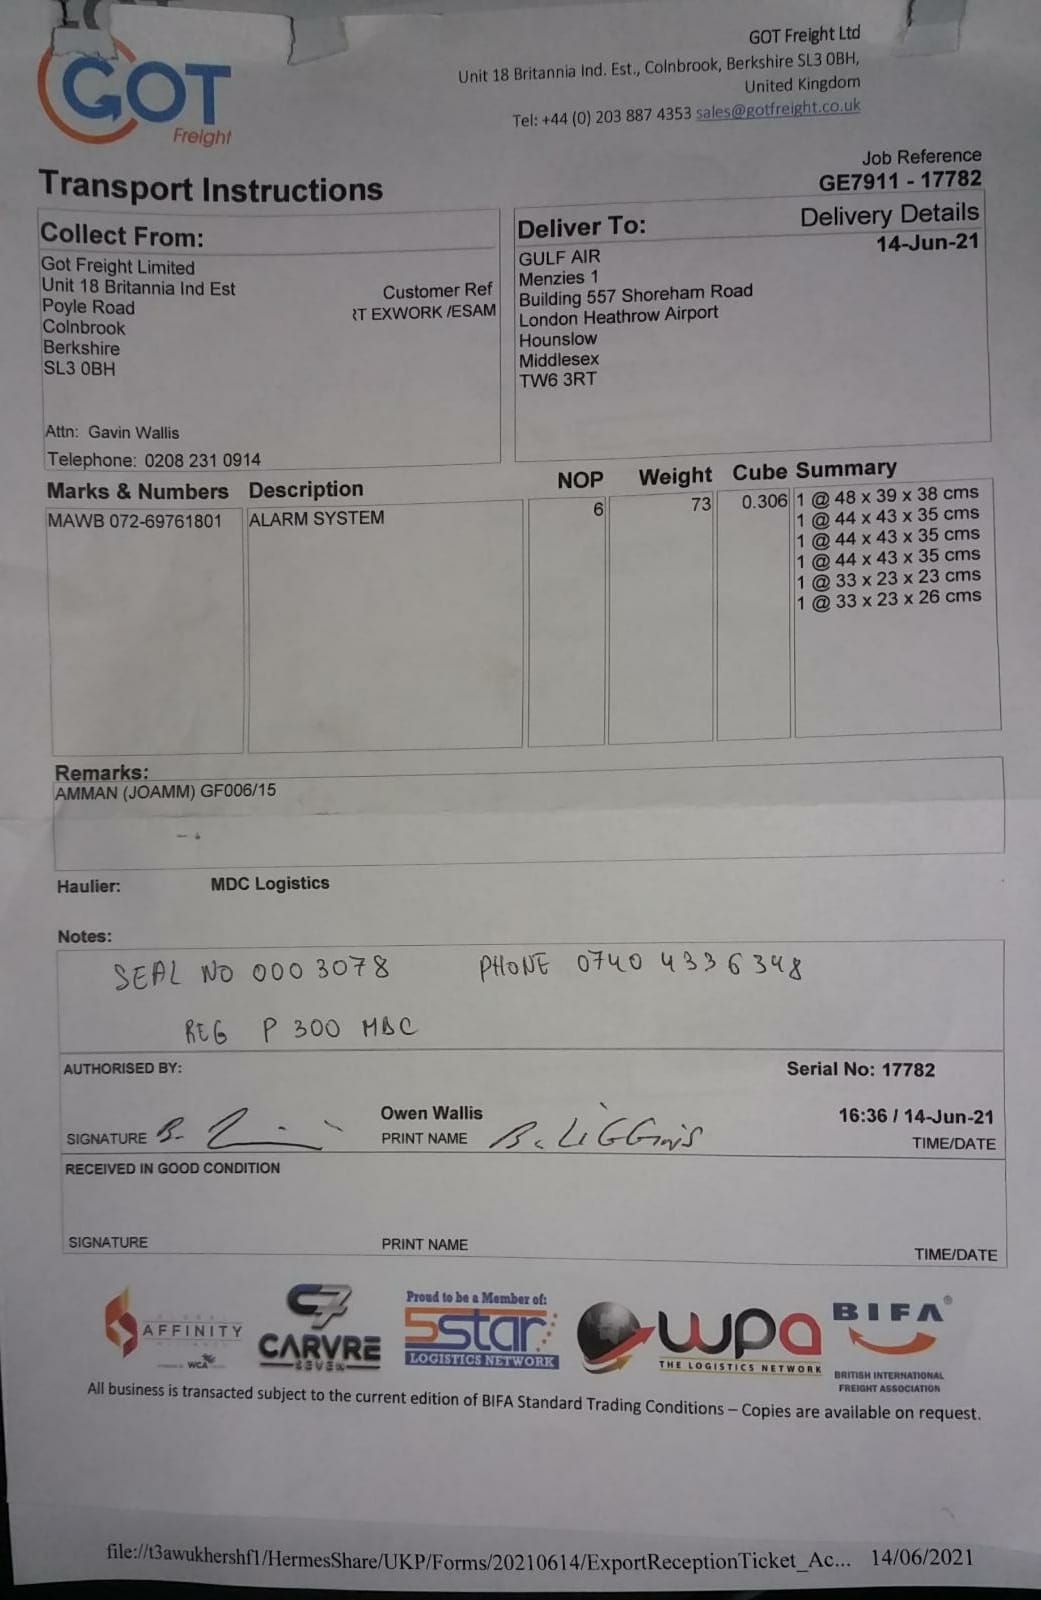 GOT
Freight
GOT Freight Ltd
Unit 18 Britannia Ind. Est., Colnbrook, Berkshire SL3 0BH,
United Kingdom
Tel: +44 (0) 203 887 4353 sales@gotfreight.co.uk
Job Reference
GE7911 - 17782
Transport Instructions
Collect From:
Got Freight Limited
Unit 18 Britannia Ind Est
Poyle Road
Colnbrook
Berkshire
SL3 0BH
Customer Ref
RT EXWORK /ESAM
Attn: Gavin Wallis
Telephone: 0208 231 0914
Deliver To:
Delivery Details
14-Jun-21
GULF AIR
Menzies 1
Building 557 Shoreham Road
London Heathrow Airport
Hounslow
Middlesex
TW6 3RT
Marks & Numbers Description NOP Weight Cube Summary
MAWB 072-69761801 ALARM SYSTEM 6 73 0.306 1 @ 48 x 39 x 38 cms
1 @ 44 x 43 x 35 cms
1 @ 44 x 43 x 35 cms
1 @ 44 x 43 x 35 cms
1 @ 33 x 23 x 23 cms
1 @ 33 x 23 x 26 cms
Remarks:
AMMAN (JOAMM) GF006/15
Haulier: MDC Logistics
Notes:
SEAL NO 0003078 PHONE 0740 4336348
REG P 300 MDC
AUTHORISED BY: Serial No: 17782
Owen Wallis 16:36 / 14-Jun-21
SIGNATURE B. PRINT NAME B. LIGGINS TIME/DATE
RECEIVED IN GOOD CONDITION
SIGNATURE PRINT NAME TIME/DATE
AFFINITY
WCA
CARVRE
SEVEN
Proud to be a Member of:
5star
LOGISTICS NETWORK
wpa
THE LOGISTICS NETWORK
BIFA®
BRITISH INTERNATIONAL
FREIGHT ASSOCIATION
All business is transacted subject to the current edition of BIFA Standard Trading Conditions – Copies are available on request.
file://t3awukhershf1/HermesShare/UKP/Forms/20210614/ExportReceptionTicket_Ac... 14/06/2021